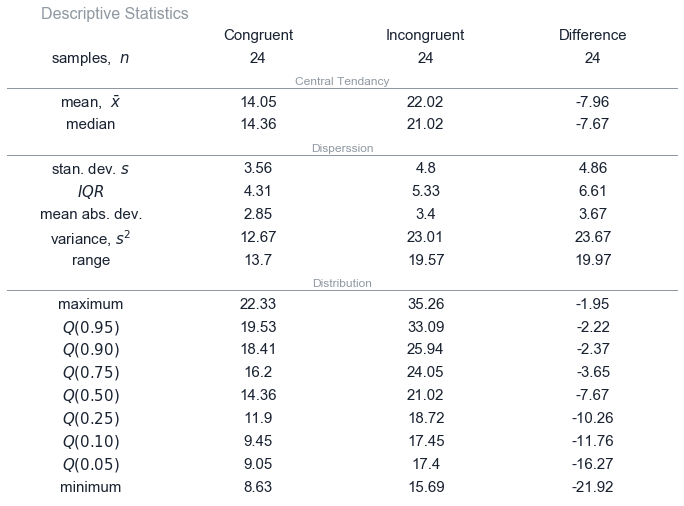 Descriptive Statistics
Congruent Incongruent Difference
samples, n 24 24 24
Central Tendancy
mean, x̄ 14.05 22.02 -7.96
median 14.36 21.02 -7.67
Disperssion
stan. dev. s 3.56 4.8 4.86
IQR 4.31 5.33 6.61
mean abs. dev. 2.85 3.4 3.67
variance, s² 12.67 23.01 23.67
range 13.7 19.57 19.97
Distribution
maximum 22.33 35.26 -1.95
Q(0.95) 19.53 33.09 -2.22
Q(0.90) 18.41 25.94 -2.37
Q(0.75) 16.2 24.05 -3.65
Q(0.50) 14.36 21.02 -7.67
Q(0.25) 11.9 18.72 -10.26
Q(0.10) 9.45 17.45 -11.76
Q(0.05) 9.05 17.4 -16.27
minimum 8.63 15.69 -21.92